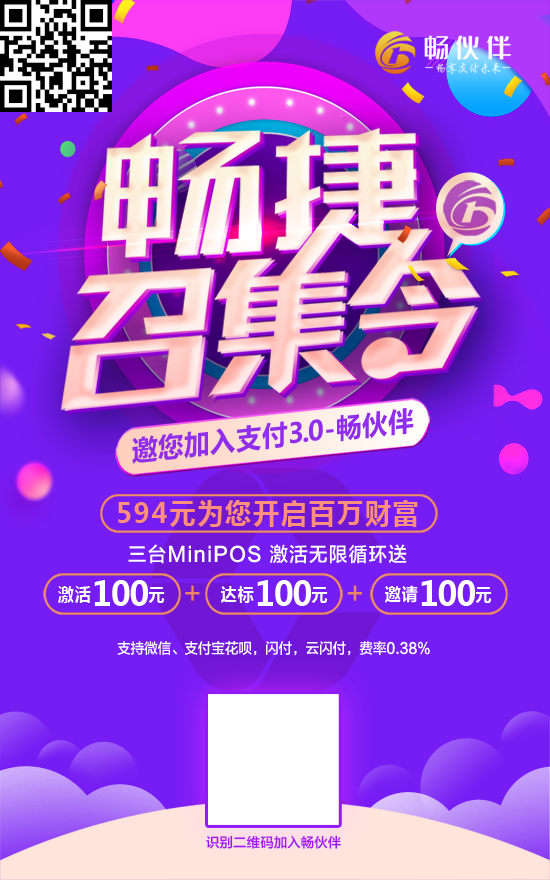 畅伙伴
—畅享支付未来—
畅捷
召集令
邀您加入支付3.0-畅伙伴
594元为您开启百万财富
三台MiniPOS 激活无限循环送
激活100元+达标100元+邀请100元
支持微信、支付宝花呗，闪付，云闪付，费率0.38%
识别二维码加入畅伙伴